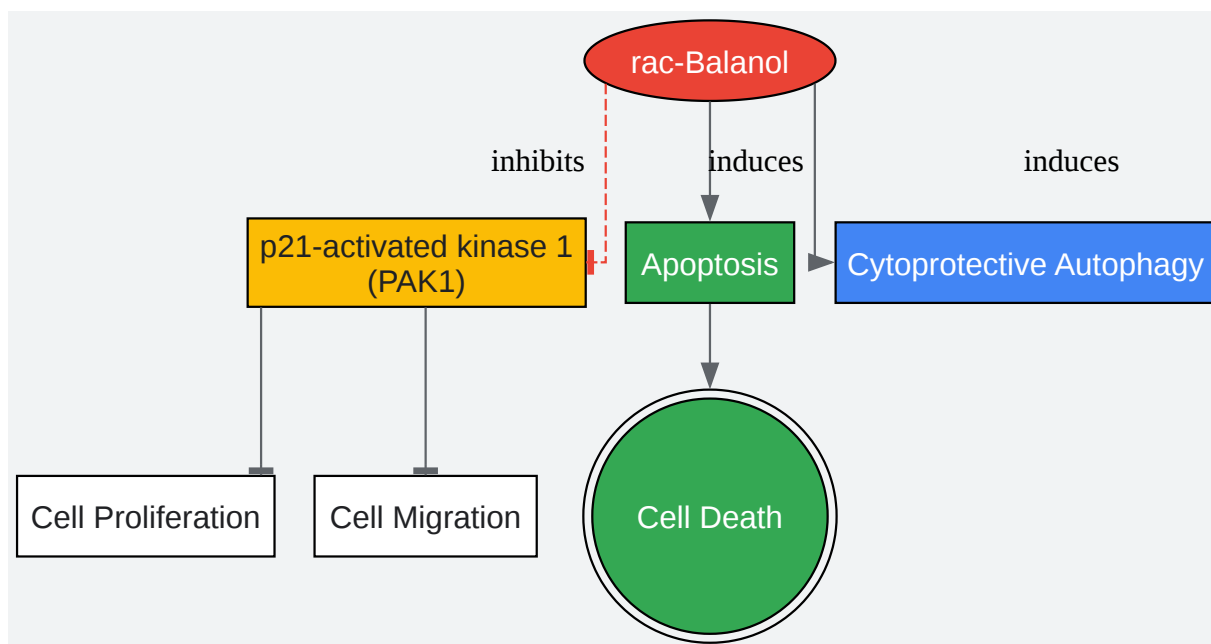 rac-Balanol
inhibits
induces
induces
p21-activated kinase 1
(PAK1)
Apoptosis
Cytoprotective Autophagy
Cell Proliferation
Cell Migration
Cell Death